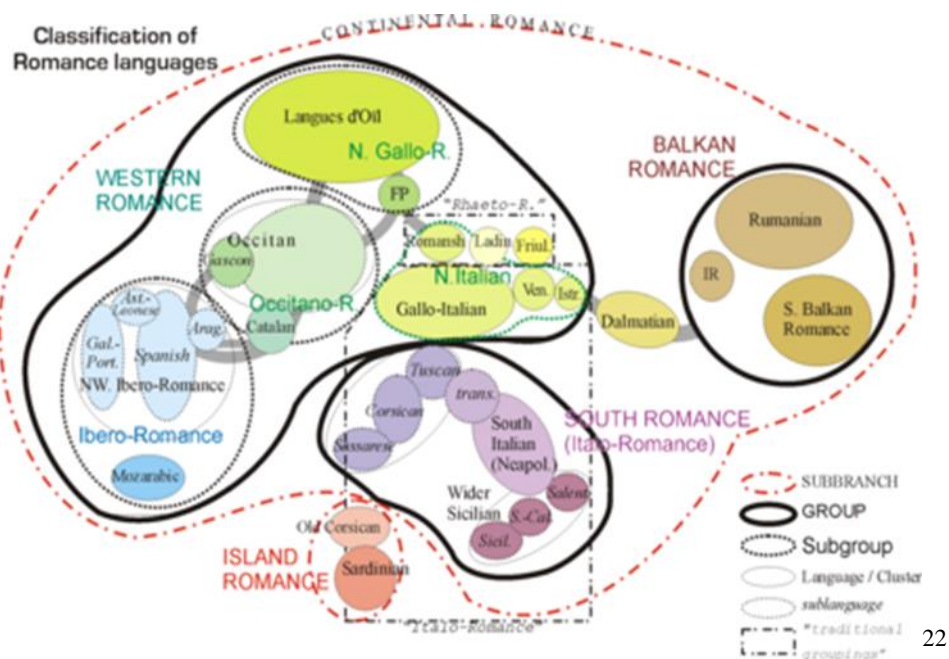 Classification of
Romance languages
CONTINENTAL ROMANCE
Langues d'Oïl
N. Gallo-R.
FP
WESTERN
ROMANCE
BALKAN
ROMANCE
"Rhaeto-R."
Romansh
Ladin
Friul.
Occitan
Gascon
Occitano-R.
Catalan
N.Italian
Gallo-Italian
Ven.
Istr.
Dalmatian
Rumanian
IR
S. Balkan
Romance
Ast.-
Leonese
Arag.
Gal.-
Port.
Spanish
NW. Ibero-Romance
Ibero-Romance
Mozarabic
Tuscan
Corsican
Sassarese
trans.
South
Italian
(Neapol.)
SOUTH ROMANCE
(Italo-Romance)
Wider
Sicilian
Salent.
S.-Cal.
Sicil.
Old Corsican
ISLAND
ROMANCE
Sardinian
"Italo-Romance"
SUBBRANCH
GROUP
Subgroup
Language / Cluster
sublanguage
"traditional
groupings"
22